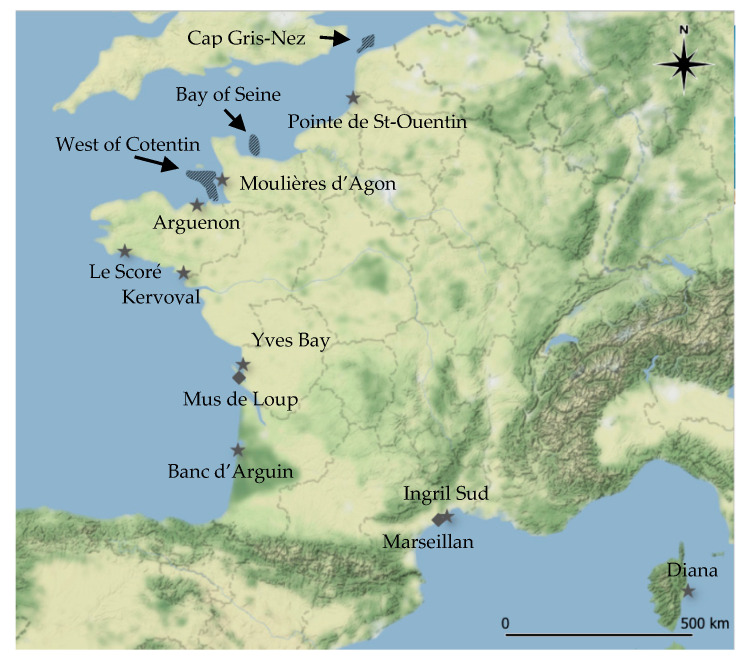 Cap Gris-Nez
N
Bay of Seine
Pointe de St-Ouentin
West of Cotentin
Moulières d'Agon
Arguenon
Le Scoré
Kervoval
Yves Bay
Mus de Loup
Banc d'Arguin
Ingril Sud
Marseillan
Diana
0 500 km